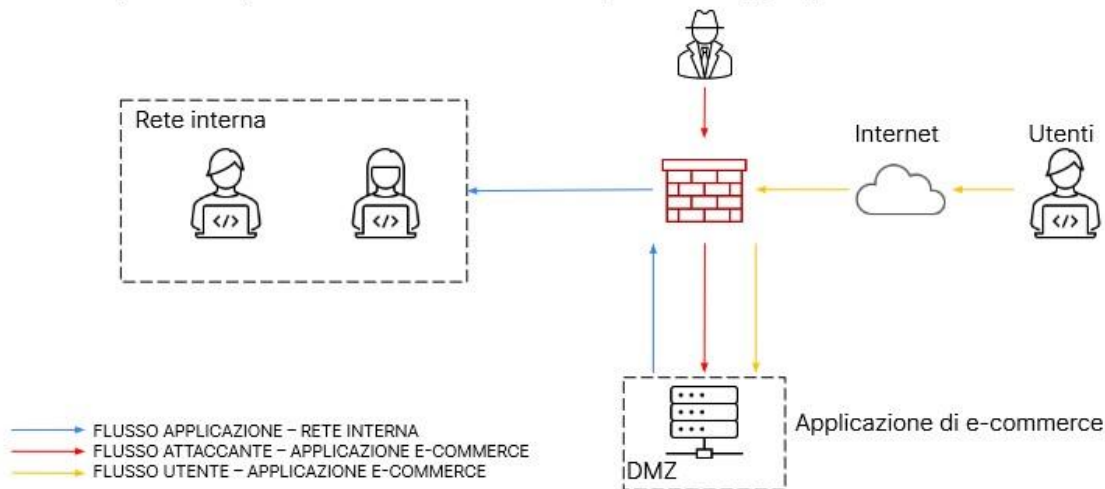 Rete interna
Internet
Utenti
</>
</>
</>
Applicazione di e-commerce
DMZ
FLUSSO APPLICAZIONE – RETE INTERNA
FLUSSO ATTACCANTE – APPLICAZIONE E-COMMERCE
FLUSSO UTENTE – APPLICAZIONE E-COMMERCE